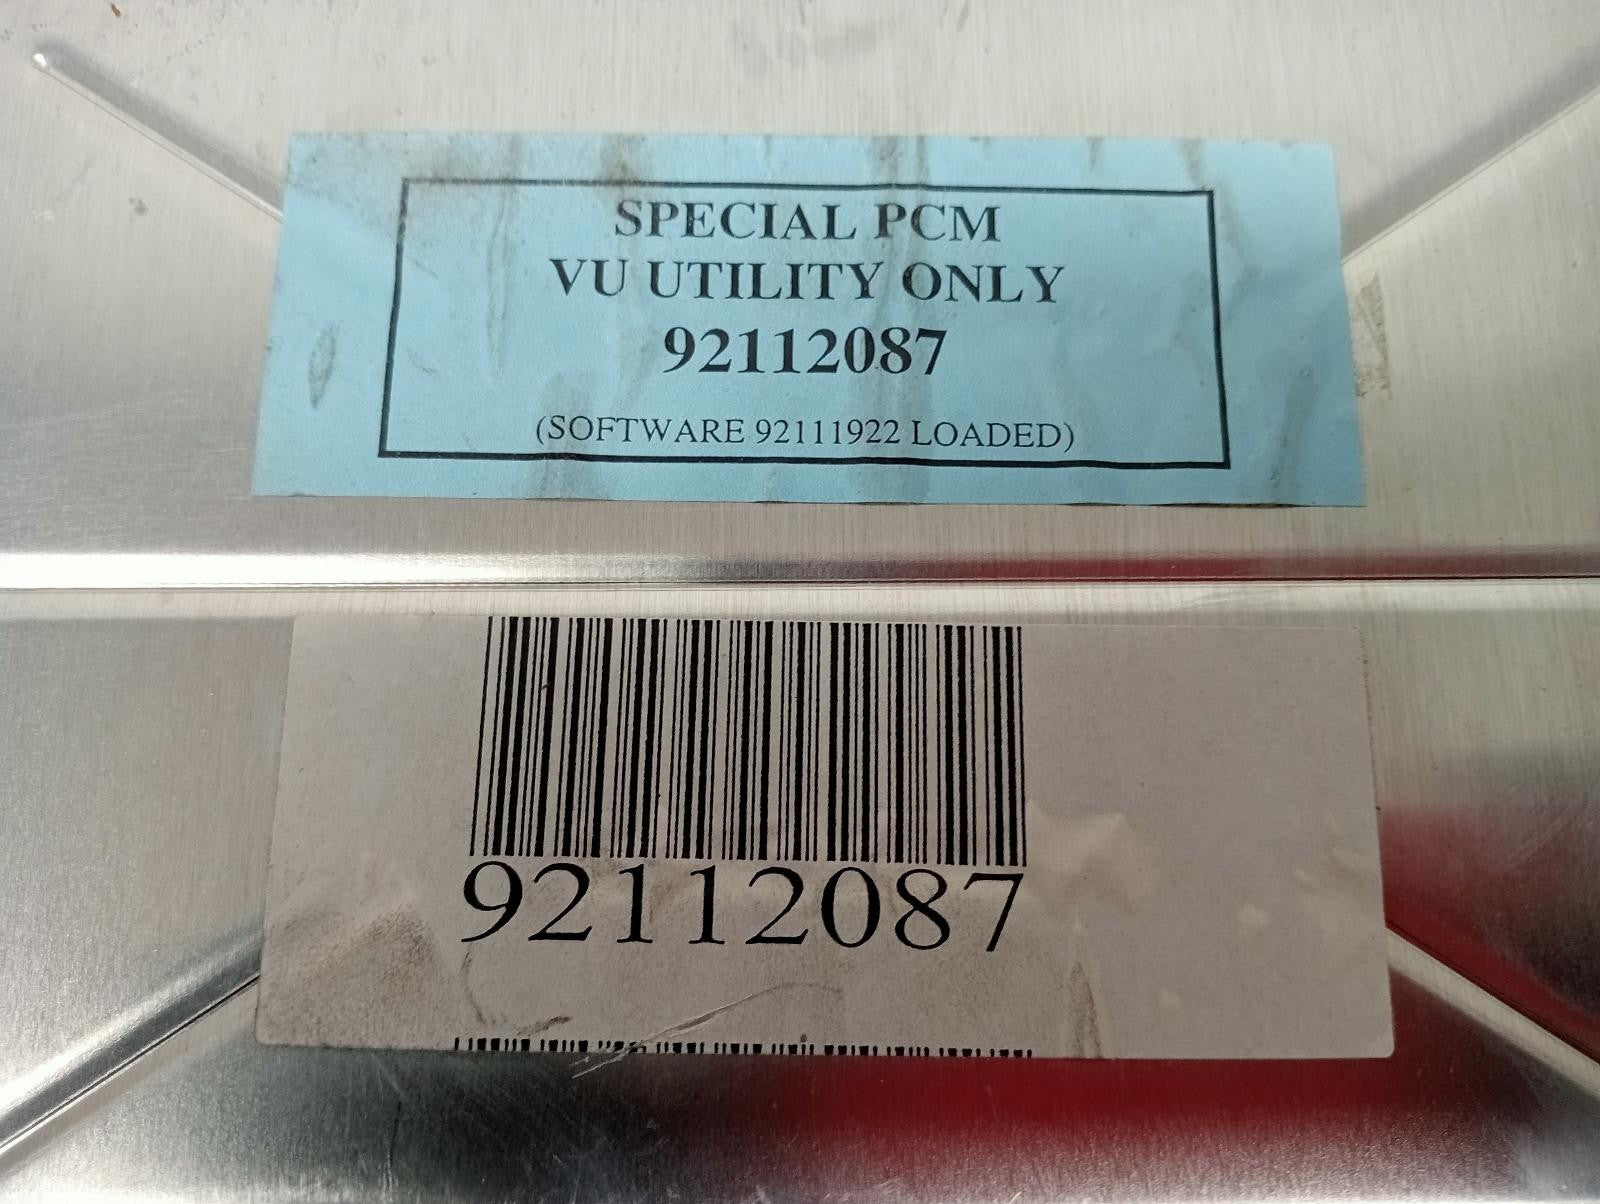 SPECIAL PCM
VU UTILITY ONLY
92112087
(SOFTWARE 92111922 LOADED)
92112087